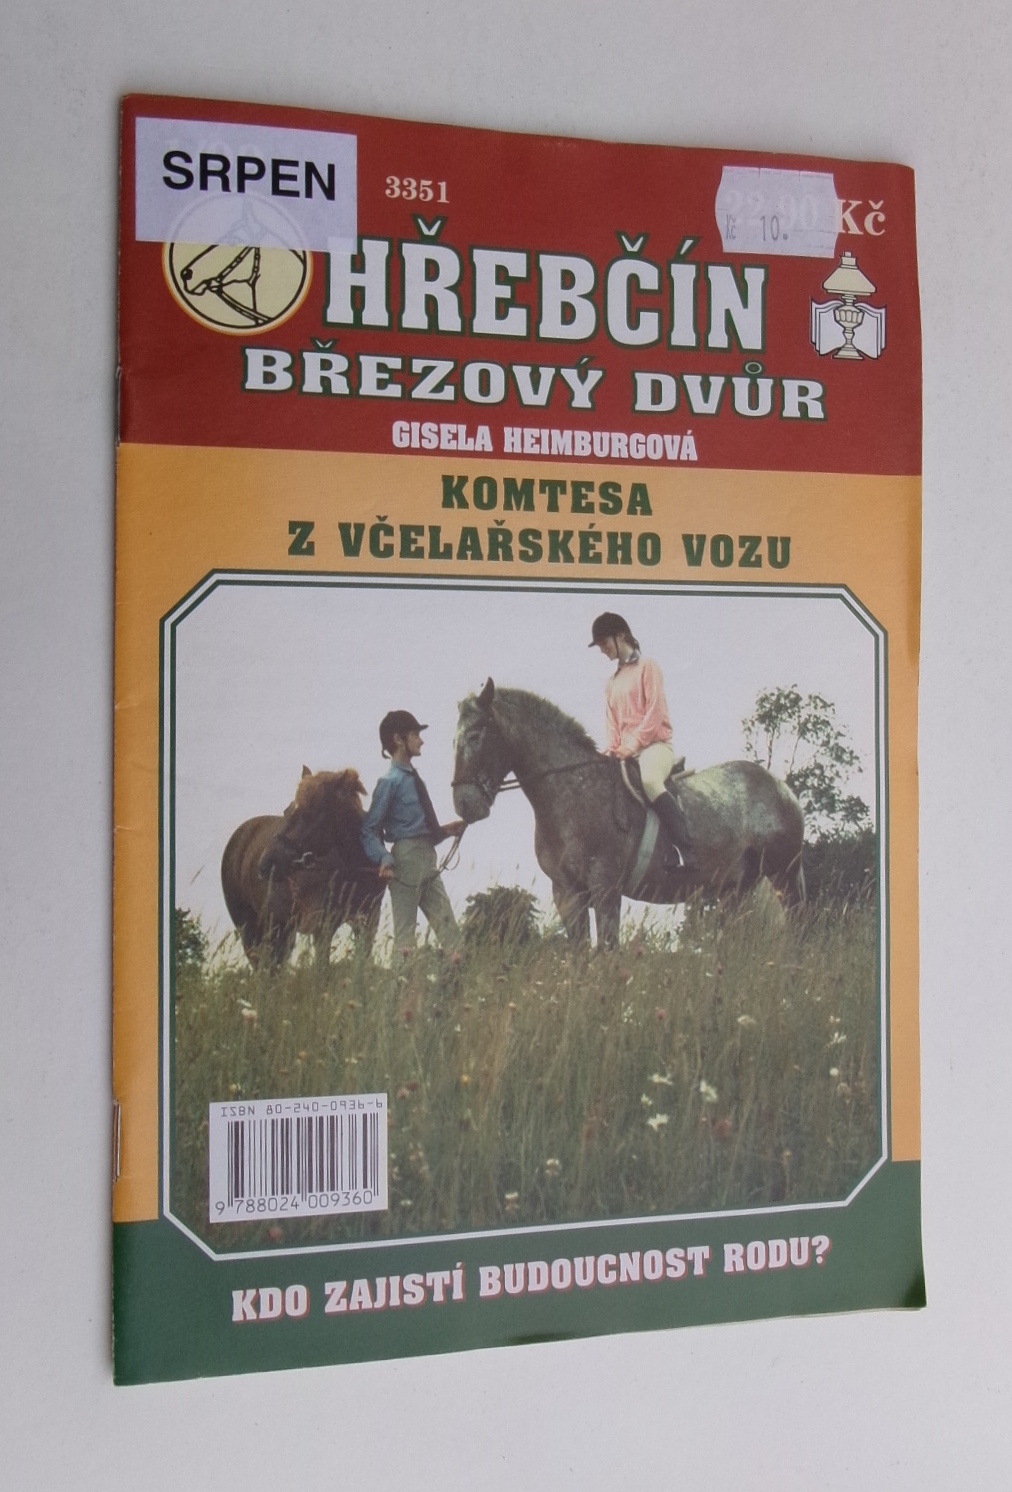 SRPEN
3351
22,90 Kč
Kč 10.
HŘEBČÍN
BŘEZOVÝ DVŮR
GISELA HEIMBURGOVÁ
KOMTESA
Z VČELAŘSKÉHO VOZU
ISBN 80-240-0936-6
9 788024 009360
KDO ZAJISTÍ BUDOUCNOST RODU?